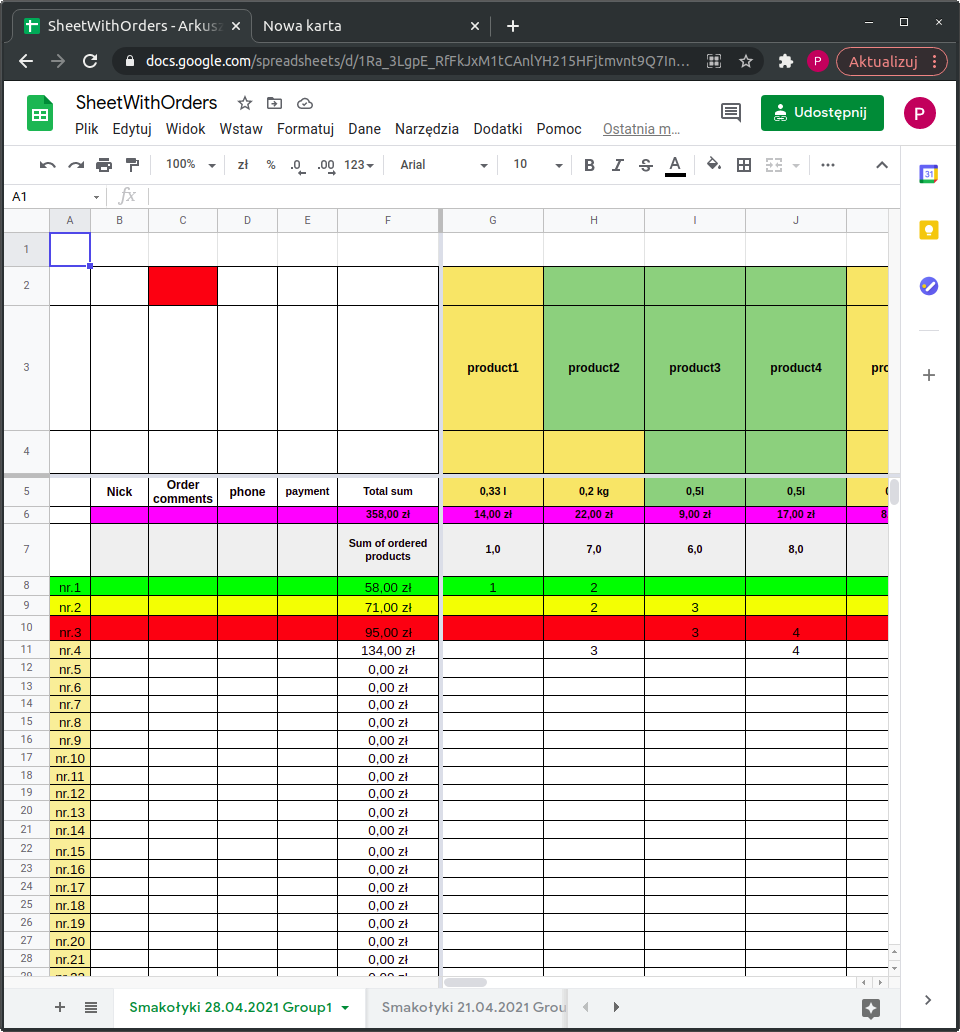 SheetWithOrders - Arkusz
Nowa karta
docs.google.com/spreadsheets/d/1Ra_3LgpE_RfFkJxM1tCAnlYH215HFjtmvnt9Q7In...
P
Aktualizuj
SheetWithOrders
Plik Edytuj Widok Wstaw Formatuj Dane Narzędzia Dodatki Pomoc Ostatnia m...
Udostępnij
P
100% zł % .0 .00 123 Arial 10 B I S A
31
A1 fx
A B C D E F G H I J
1
2
3 product1 product2 product3 product4 pro
4
5 Nick Order comments phone payment Total sum 0,33 l 0,2 kg 0,5l 0,5l
6 358,00 zł 14,00 zł 22,00 zł 9,00 zł 17,00 zł 8
7 Sum of ordered products 1,0 7,0 6,0 8,0
8 nr.1 58,00 zł 1 2
9 nr.2 71,00 zł 2 3
10 nr.3 95,00 zł 3 4
11 nr.4 134,00 zł 3 4
12 nr.5 0,00 zł
13 nr.6 0,00 zł
14 nr.7 0,00 zł
15 nr.8 0,00 zł
16 nr.9 0,00 zł
17 nr.10 0,00 zł
18 nr.11 0,00 zł
19 nr.12 0,00 zł
20 nr.13 0,00 zł
21 nr.14 0,00 zł
22 nr.15 0,00 zł
23 nr.16 0,00 zł
24 nr.17 0,00 zł
25 nr.18 0,00 zł
26 nr.19 0,00 zł
27 nr.20 0,00 zł
28 nr.21 0,00 zł
29 nr.22 0,00 zł
Smakołyki 28.04.2021 Group1
Smakołyki 21.04.2021 Grou